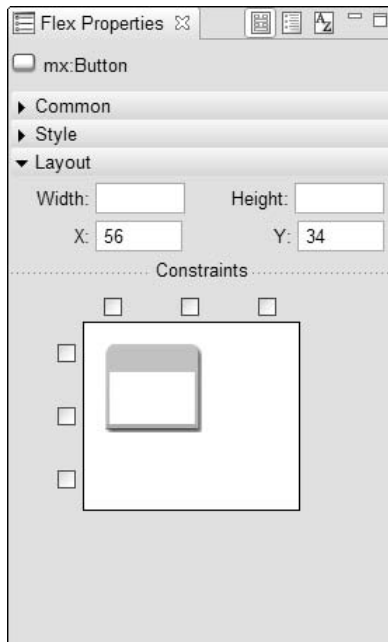 Flex Properties
mx:Button
Common
Style
Layout
Width: Height:
X: 56 Y: 34
Constraints